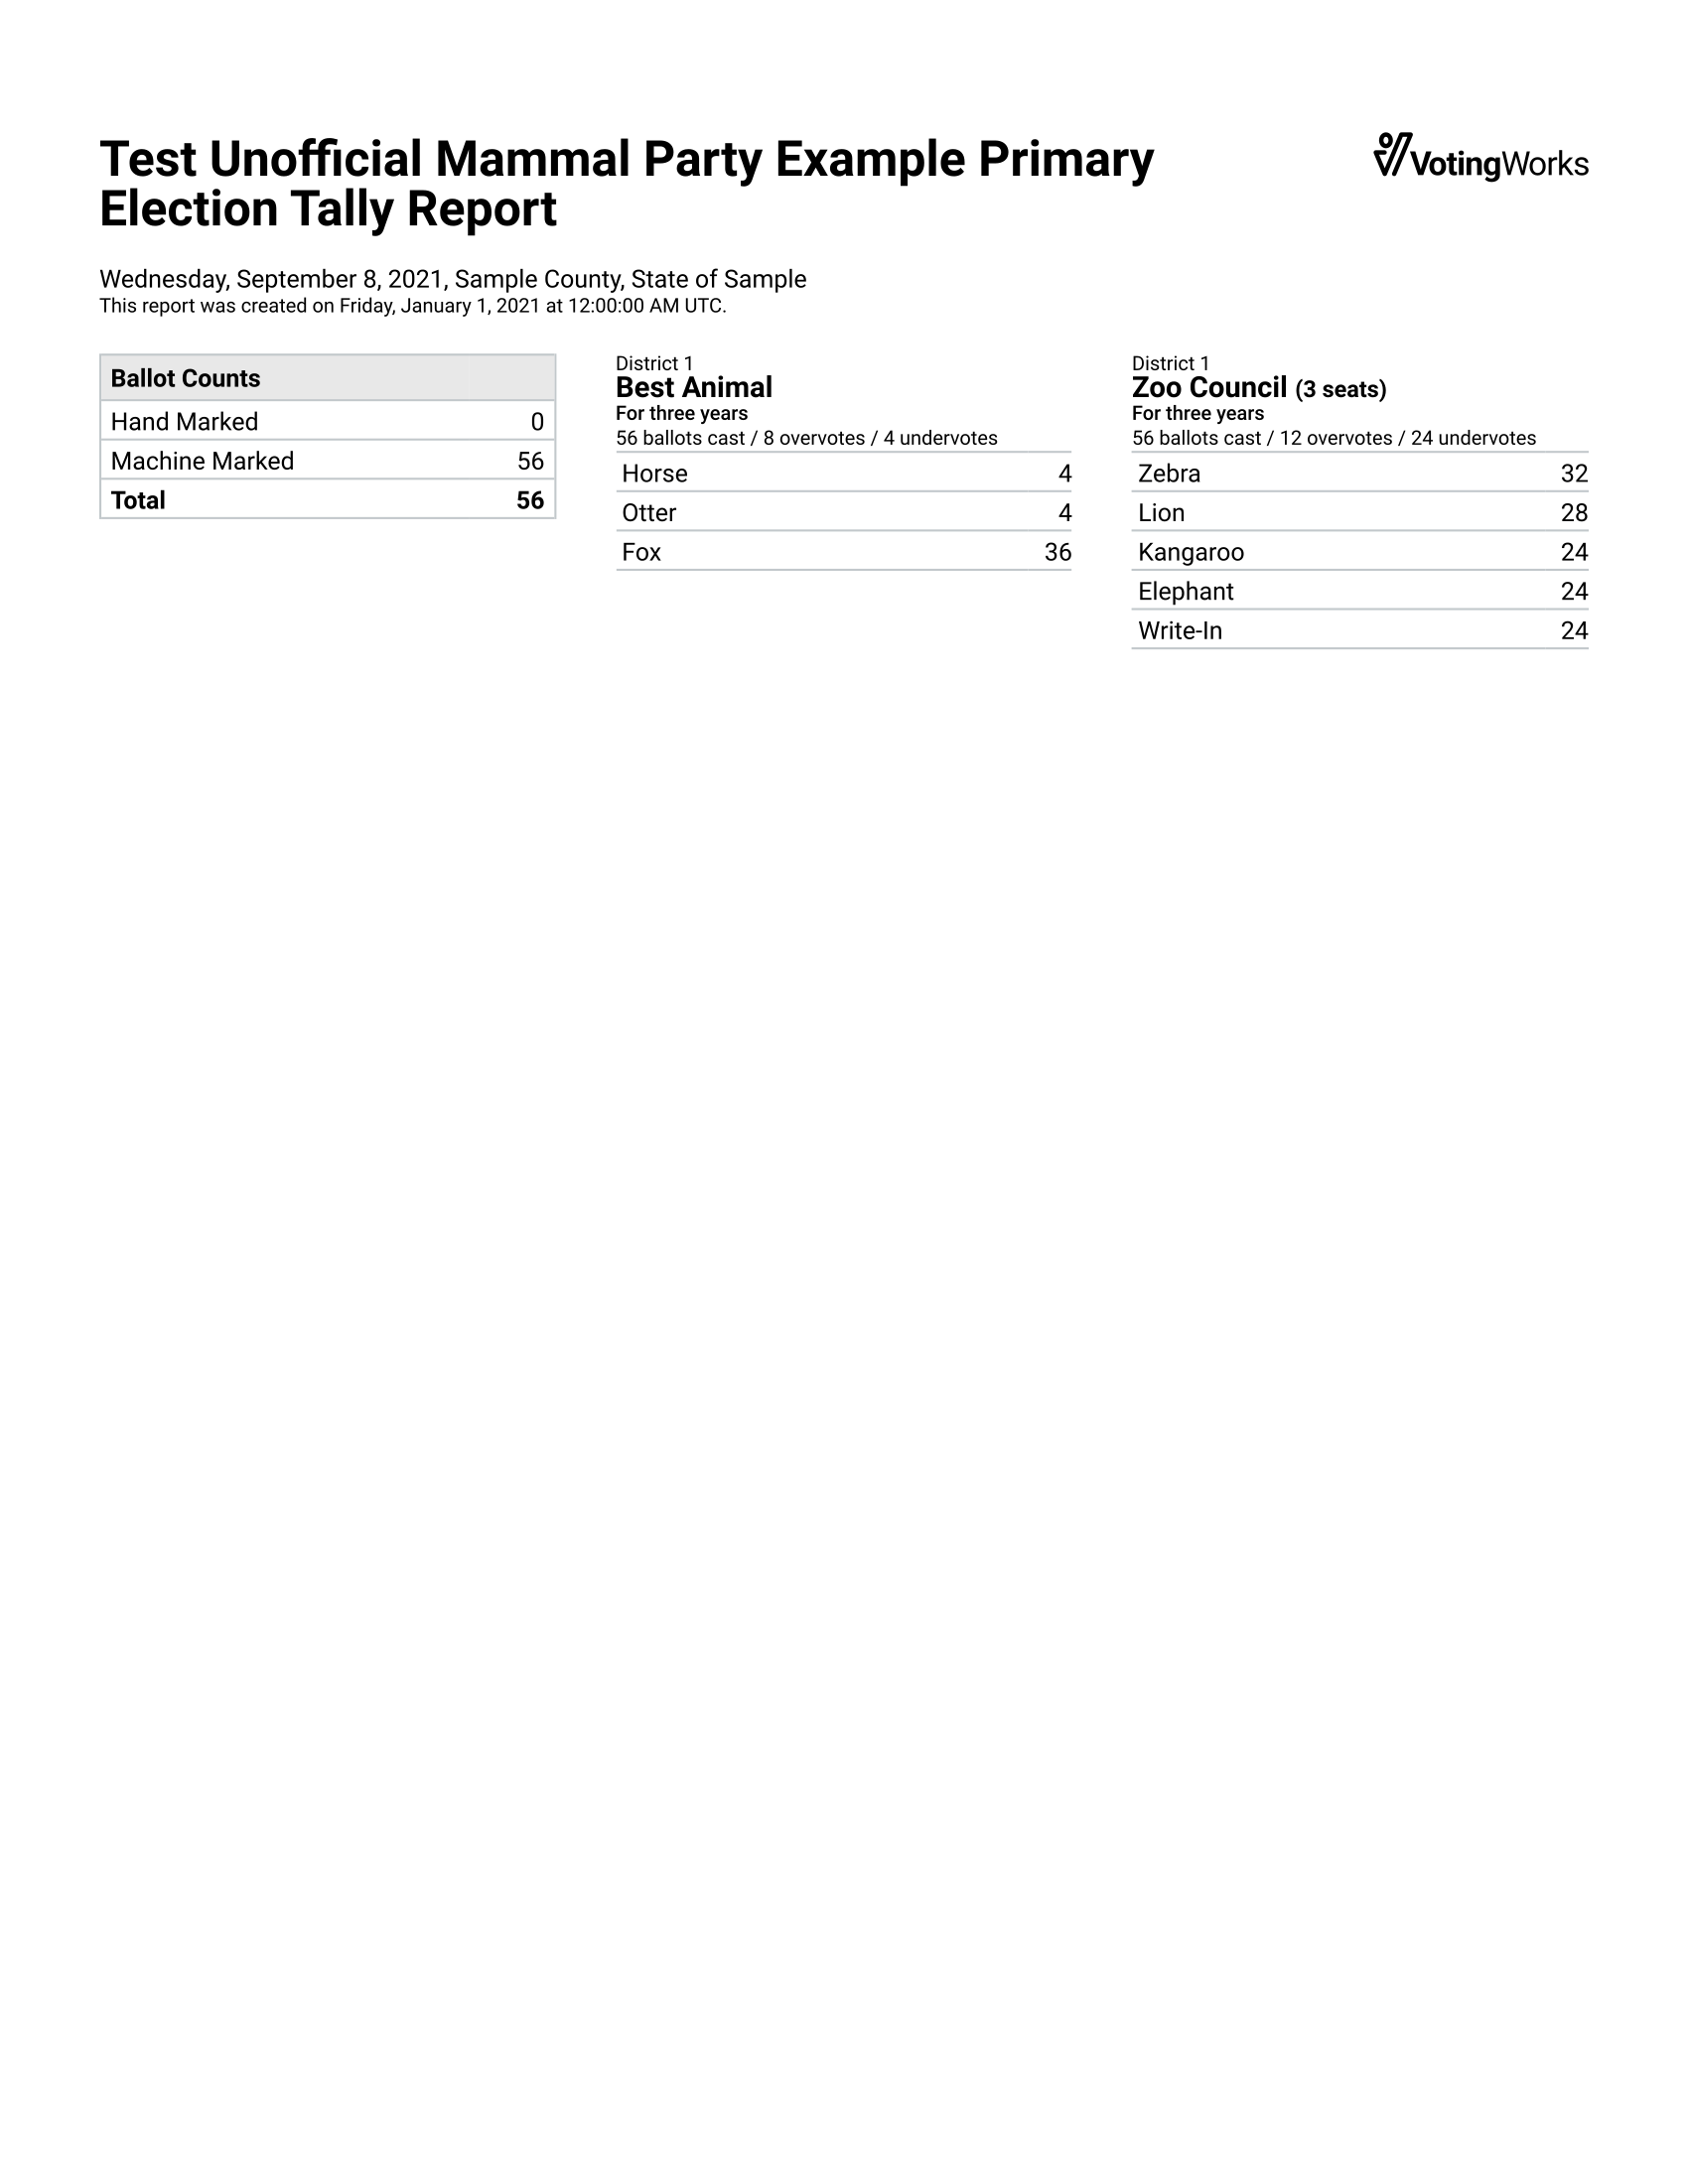 Test Unofficial Mammal Party Example Primary
Election Tally Report
VotingWorks
Wednesday, September 8, 2021, Sample County, State of Sample
This report was created on Friday, January 1, 2021 at 12:00:00 AM UTC.
Ballot Counts
Hand Marked 0
Machine Marked 56
Total 56
District 1
Best Animal
For three years
56 ballots cast / 8 overvotes / 4 undervotes
Horse 4
Otter 4
Fox 36
District 1
Zoo Council (3 seats)
For three years
56 ballots cast / 12 overvotes / 24 undervotes
Zebra 32
Lion 28
Kangaroo 24
Elephant 24
Write-In 24